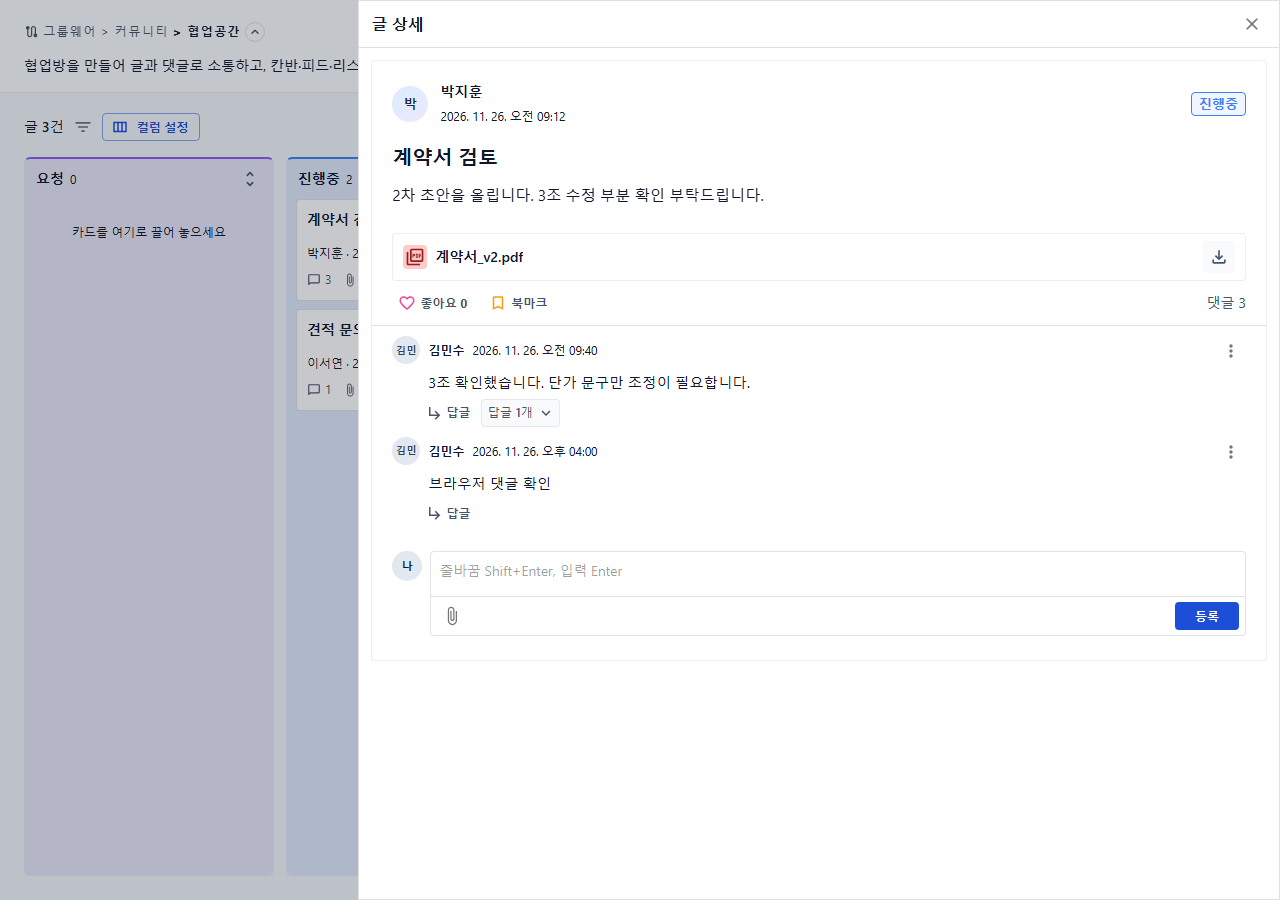 그룹웨어 > 커뮤니티 > 협업공간
협업방을 만들어 글과 댓글로 소통하고, 칸반·피드·리스
글 3건
컬럼 설정
요청 0
카드를 여기로 끌어 놓으세요
진행중 2
계약서
박지훈 · 2
3
견적 문의
이서연 · 2
1
글 상세
박
박지훈
2026. 11. 26. 오전 09:12
진행중
계약서 검토
2차 초안을 올립니다. 3조 수정 부분 확인 부탁드립니다.
PDF
계약서_v2.pdf
좋아요 0
북마크
댓글 3
김민
김민수 2026. 11. 26. 오전 09:40
3조 확인했습니다. 단가 문구만 조정이 필요합니다.
답글
답글 1개
김민
김민수 2026. 11. 26. 오후 04:00
브라우저 댓글 확인
답글
나
줄바꿈 Shift+Enter, 입력 Enter
등록